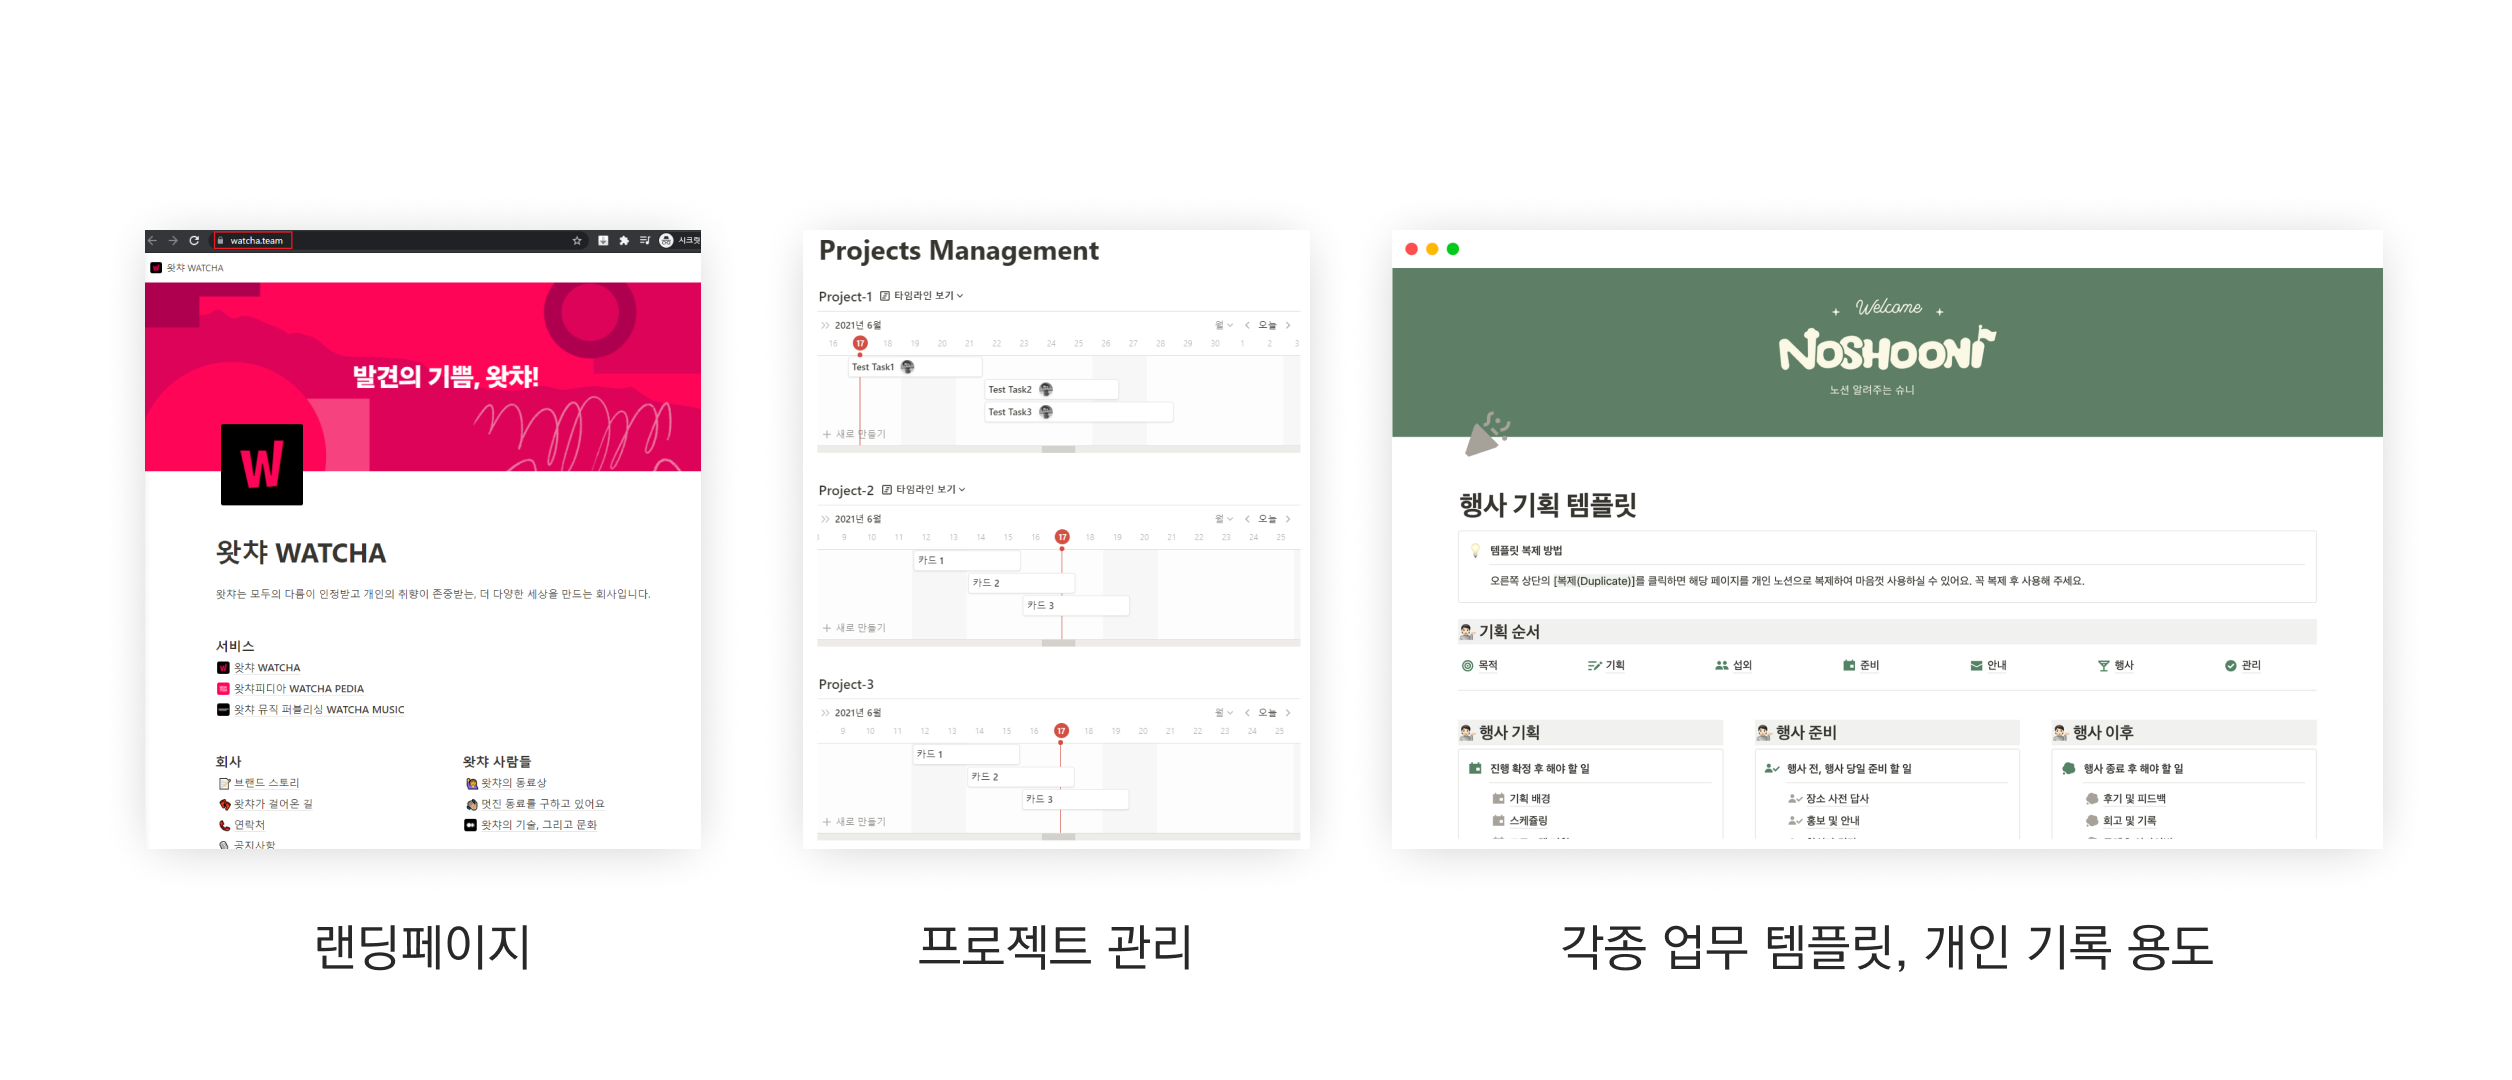 watcha.team
시크릿
왓챠 WATCHA
발견의 기쁨, 왓챠!
W
왓챠 WATCHA
왓챠는 모두의 다름이 인정받고 개인의 취향이 존중받는, 더 다양한 세상을 만드는 회사입니다.
서비스
왓챠 WATCHA
왓챠피디아 WATCHA PEDIA
왓챠 뮤직 퍼블리싱 WATCHA MUSIC
회사
브랜드 스토리
왓챠가 걸어온 길
연락처
공지사항
왓챠 사람들
왓챠의 동료상
멋진 동료를 구하고 있어요
왓챠의 기술, 그리고 문화
랜딩페이지
Projects Management
Project-1 타임라인 보기
2021년 6월 월 오늘
16 17 18 19 20 21 22 23 24 25 26 27 28 29 30 1 2 3
Test Task1
Test Task2
Test Task3
+ 새로 만들기
Project-2 타임라인 보기
2021년 6월 월 오늘
9 10 11 12 13 14 15 16 17 18 19 20 21 22 23 24 25
카드 1
카드 2
카드 3
+ 새로 만들기
Project-3
2021년 6월 월 오늘
9 10 11 12 13 14 15 16 17 18 19 20 21 22 23 24 25
카드 1
카드 2
카드 3
+ 새로 만들기
프로젝트 관리
Welcome
NOSHOONI
노션 알려주는 슈니
행사 기획 템플릿
템플릿 복제 방법
오른쪽 상단의 [복제(Duplicate)]를 클릭하면 해당 페이지를 개인 노션으로 복제하여 마음껏 사용하실 수 있어요. 꼭 복제 후 사용해 주세요.
기획 순서
목적 기획 섭외 준비 안내 행사 관리
행사 기획
진행 확정 후 해야 할 일
기획 배경
스케쥴링
행사 준비
행사 전, 행사 당일 준비 할 일
장소 사전 답사
홍보 및 안내
행사 이후
행사 종료 후 해야 할 일
후기 및 피드백
회고 및 기록
각종 업무 템플릿, 개인 기록 용도